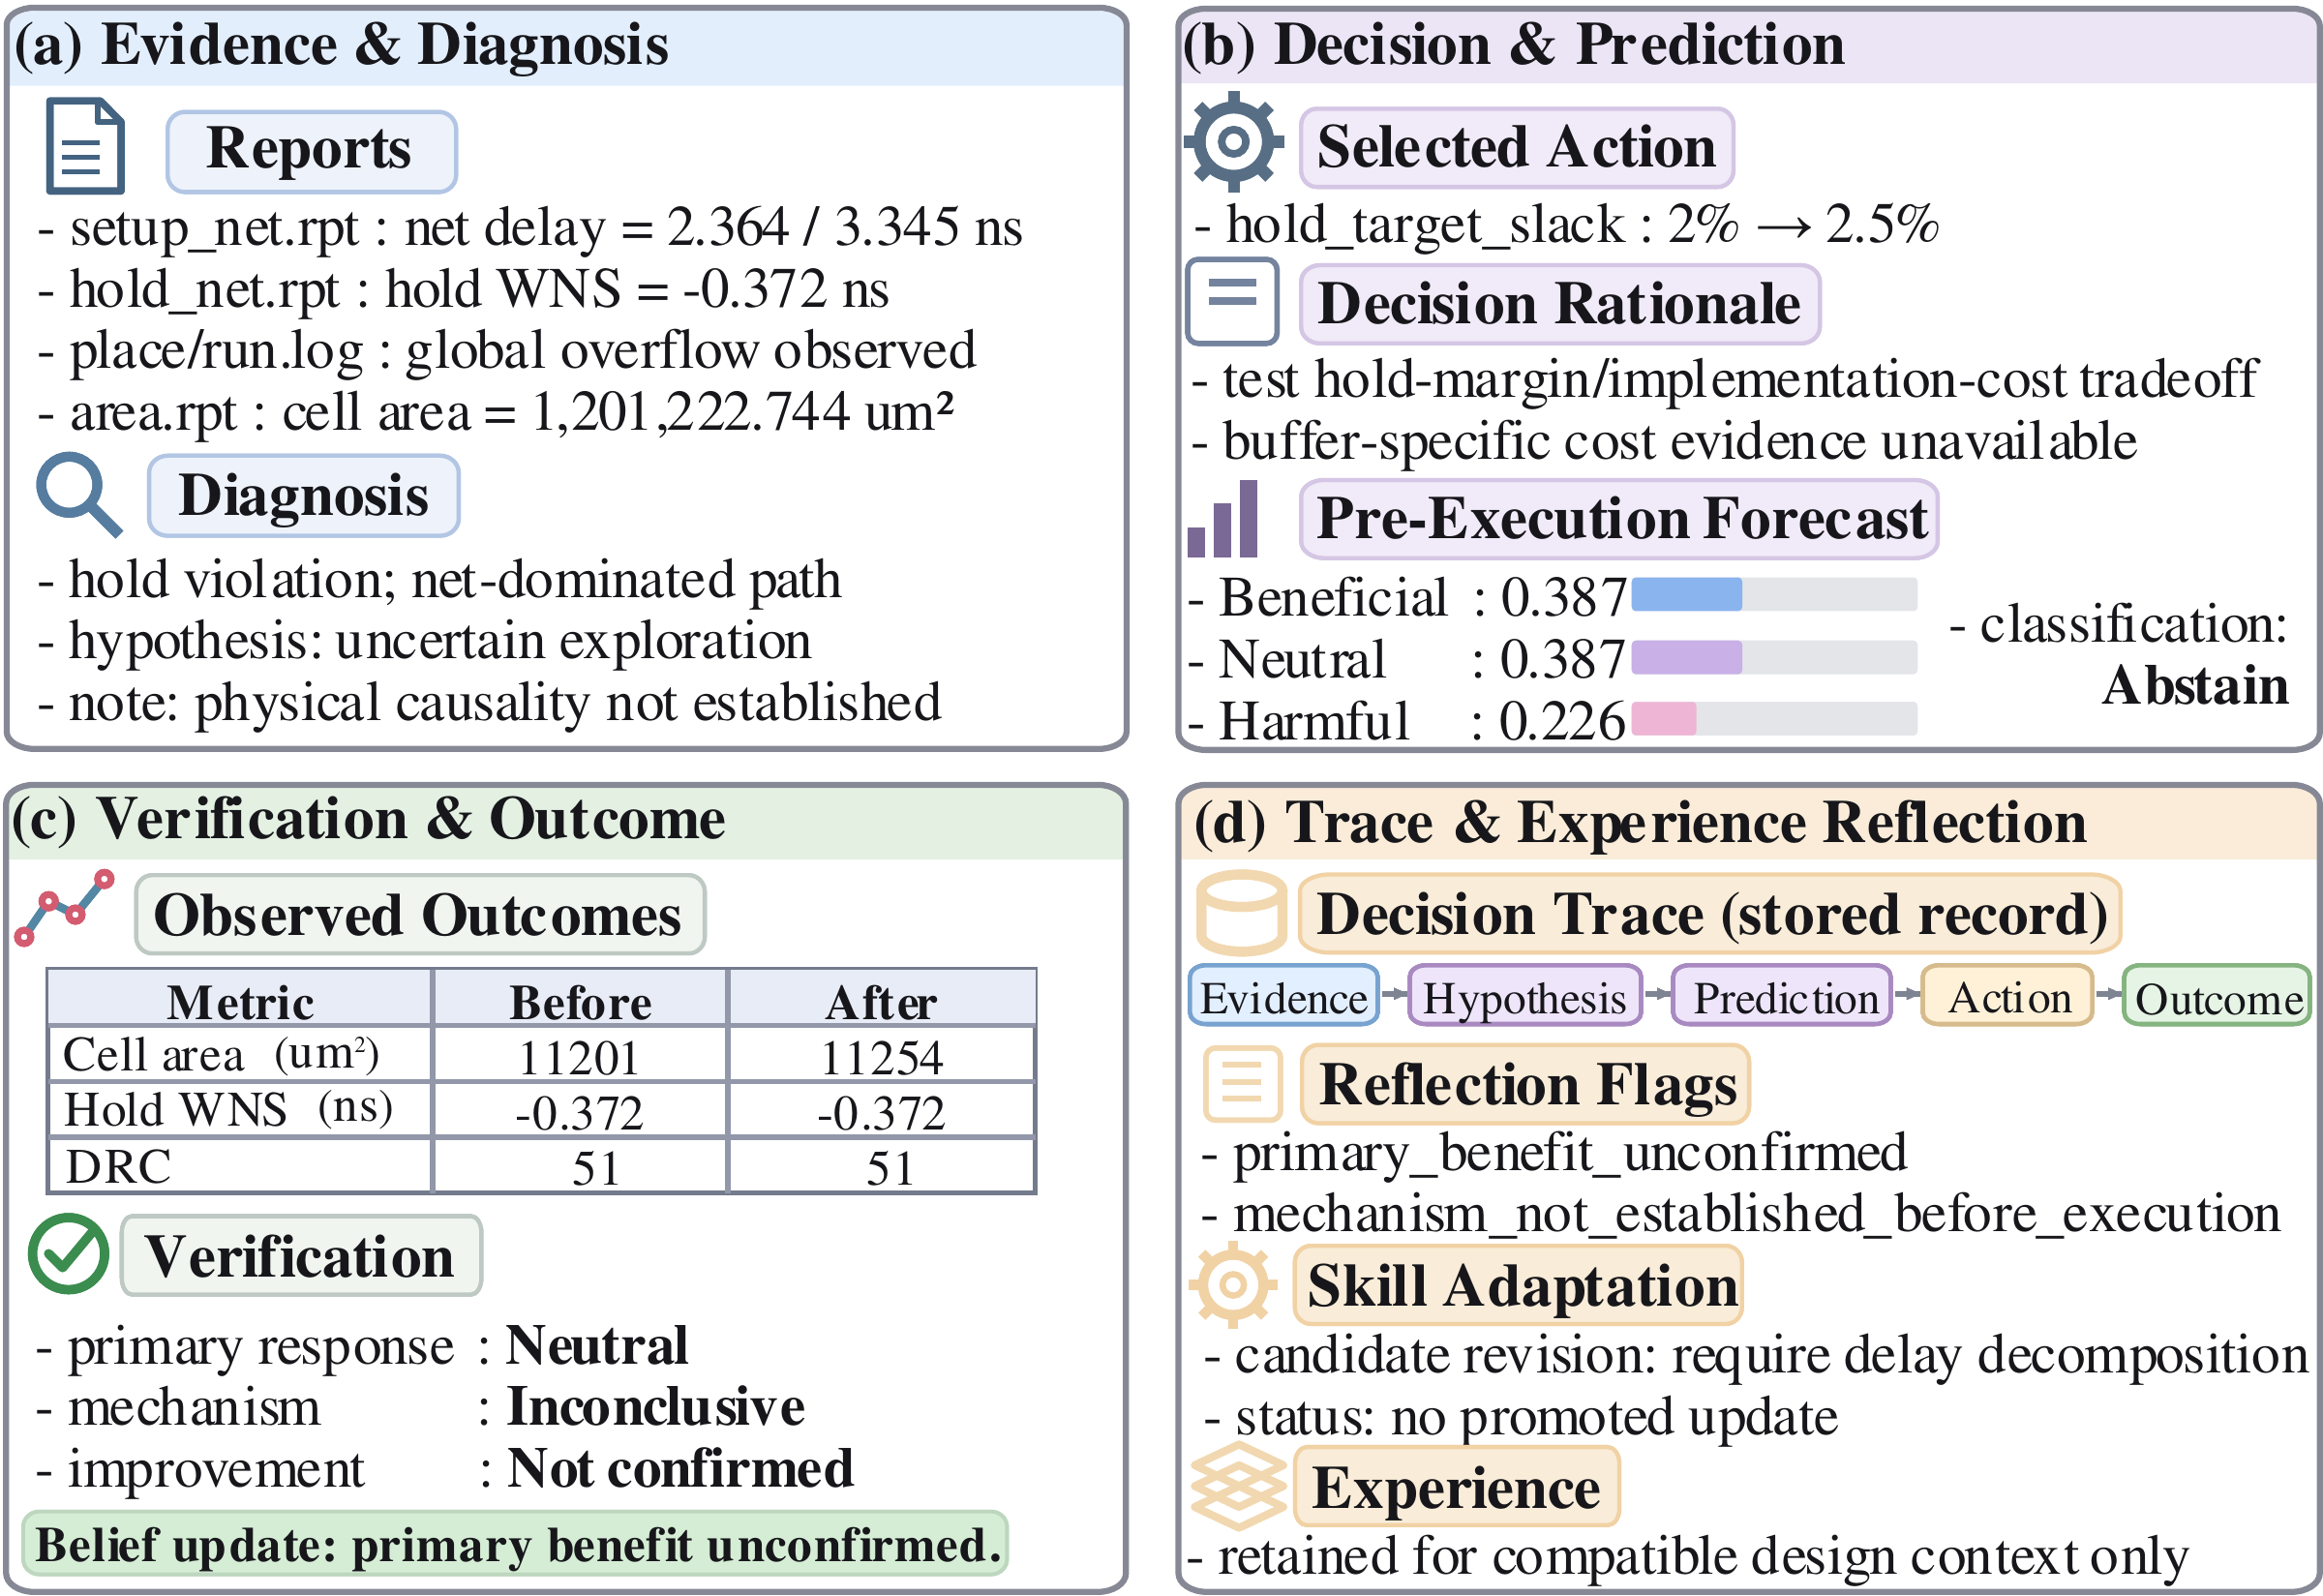 (a) Evidence & Diagnosis
Reports
- setup_net.rpt : net delay = 2.364 / 3.345 ns
- hold_net.rpt : hold WNS = -0.372 ns
- place/run.log : global overflow observed
- area.rpt : cell area = 1,201,222.744 um²
Diagnosis
- hold violation; net-dominated path
- hypothesis: uncertain exploration
- note: physical causality not established
(b) Decision & Prediction
Selected Action
- hold_target_slack : 2% → 2.5%
Decision Rationale
- test hold-margin/implementation-cost tradeoff
- buffer-specific cost evidence unavailable
Pre-Execution Forecast
- Beneficial : 0.387
- Neutral : 0.387
- Harmful : 0.226
- classification:
Abstain
(c) Verification & Outcome
Observed Outcomes
Metric Before After
Cell area (um²) 11201 11254
Hold WNS (ns) -0.372 -0.372
DRC 51 51
Verification
- primary response : Neutral
- mechanism : Inconclusive
- improvement : Not confirmed
Belief update: primary benefit unconfirmed.
(d) Trace & Experience Reflection
Decision Trace (stored record)
Evidence Hypothesis Prediction Action Outcome
Reflection Flags
- primary_benefit_unconfirmed
- mechanism_not_established_before_execution
Skill Adaptation
- candidate revision: require delay decomposition
- status: no promoted update
Experience
- retained for compatible design context only